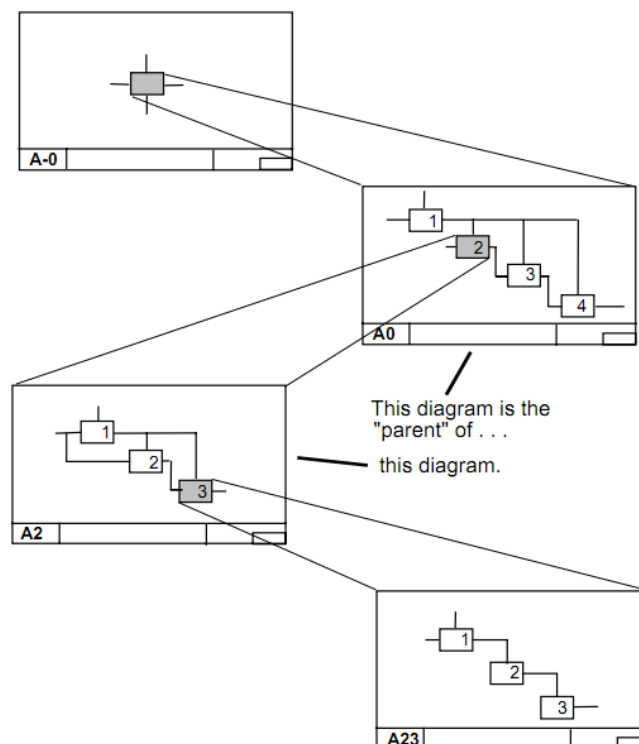 A-0
1
2
3
4
A0
This diagram is the
"parent" of . . .
this diagram.
1
2
3
A2
1
2
3
A23